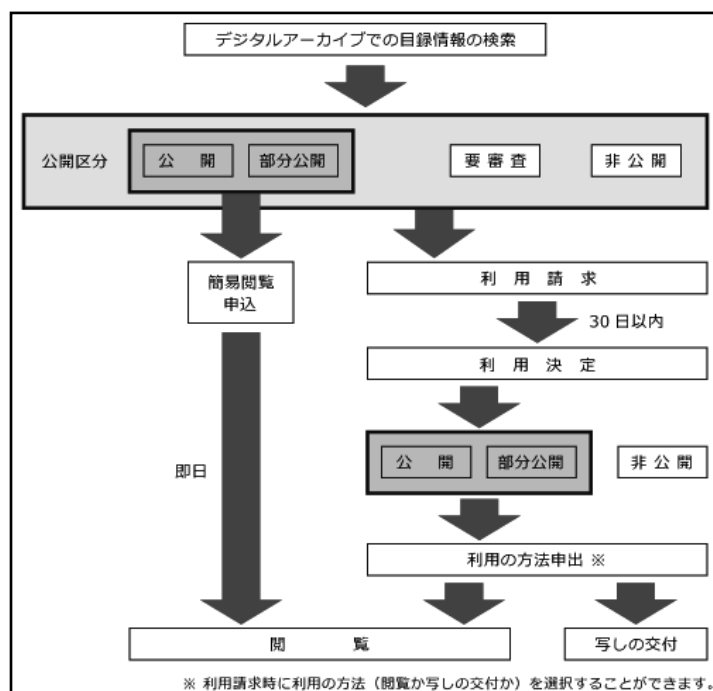 デジタルアーカイブでの目録情報の検索
公開区分
公 開
部分公開
要審査
非公開
簡易閲覧
申込
利 用 請 求
30日以内
利 用 決 定
公 開
部分公開
非公開
即日
利用の方法申出 ※
閲 覧
写しの交付
※ 利用請求時に利用の方法（閲覧か写しの交付か）を選択することができます。